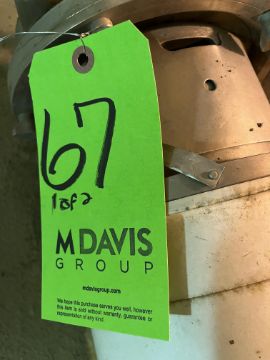 67
1 of 2
M DAVIS
GROUP
mdavisgroup.com
We hope this purchase serves you well, however
this item is sold without warranty, guarantee or
representation of any kind.